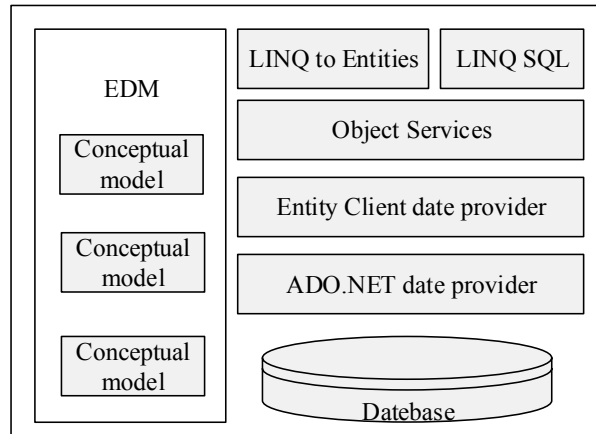 EDM
Conceptual
model
Conceptual
model
Conceptual
model
LINQ to Entities
LINQ SQL
Object Services
Entity Client date provider
ADO.NET date provider
Datebase